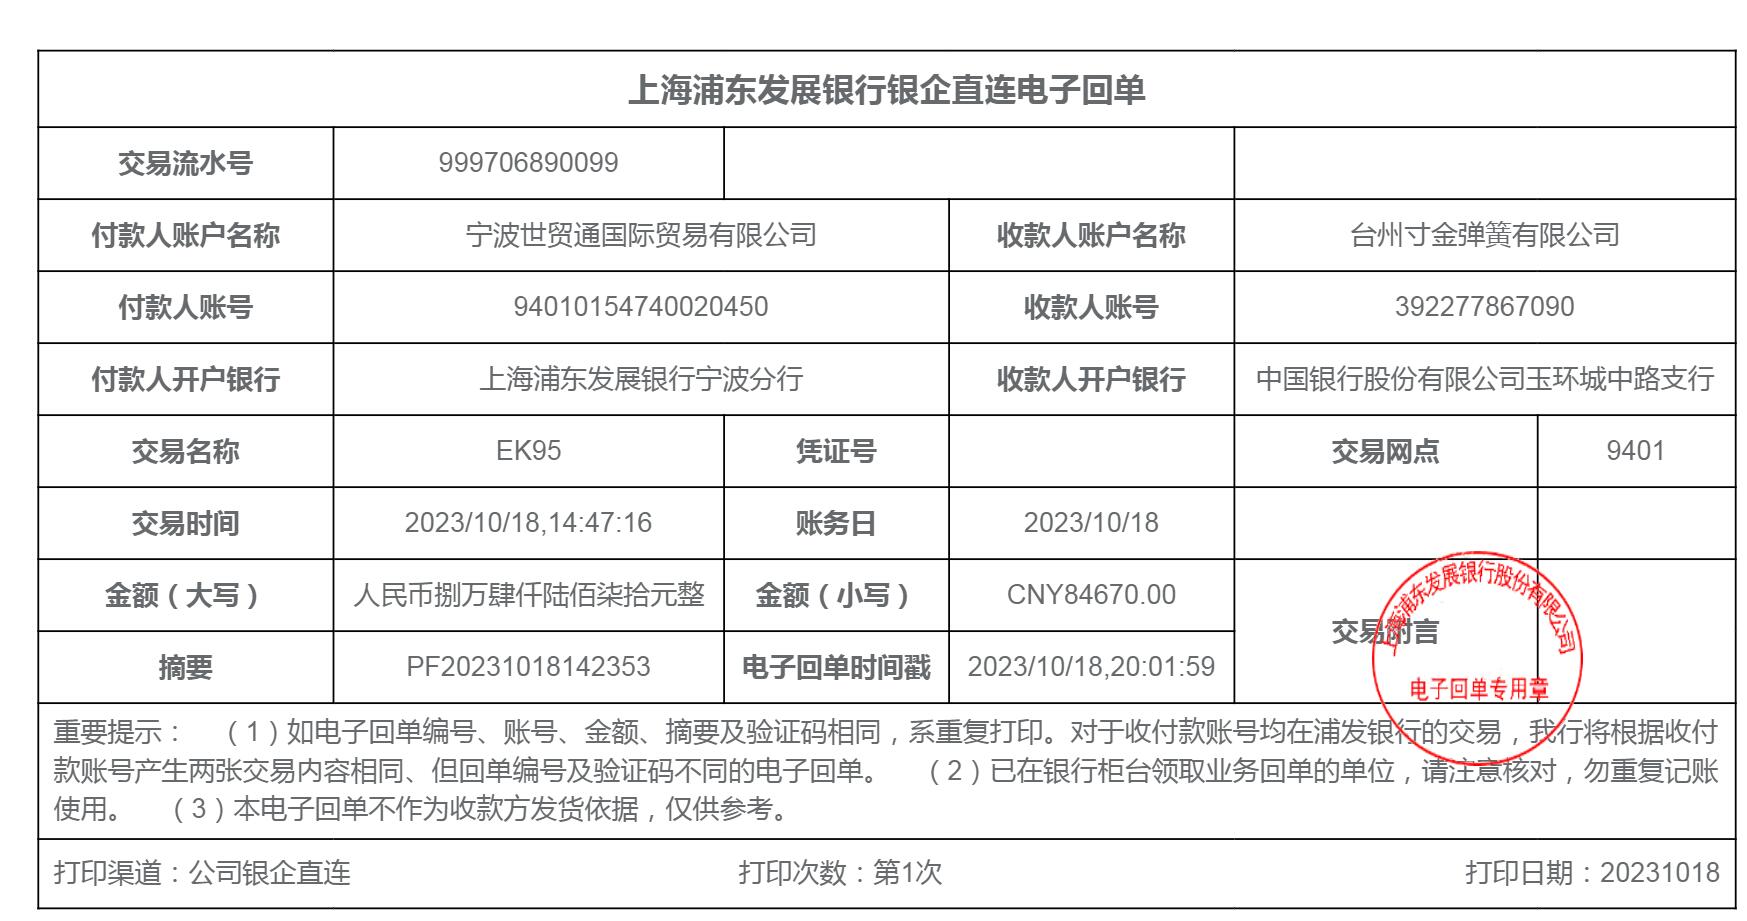 上海浦东发展银行银企直连电子回单
交易流水号 999706890099
付款人账户名称 宁波世贸通国际贸易有限公司 收款人账户名称 台州寸金弹簧有限公司
付款人账号 94010154740020450 收款人账号 392277867090
付款人开户银行 上海浦东发展银行宁波分行 收款人开户银行 中国银行股份有限公司玉环城中路支行
交易名称 EK95 凭证号 交易网点 9401
交易时间 2023/10/18,14:47:16 账务日 2023/10/18
金额（大写） 人民币捌万肆仟陆佰柒拾元整 金额（小写） CNY84670.00
交易附言
摘要 PF20231018142353 电子回单时间戳 2023/10/18,20:01:59
上海浦东发展银行股份有限公司
电子回单专用章
重要提示： （1）如电子回单编号、账号、金额、摘要及验证码相同，系重复打印。对于收付款账号均在浦发银行的交易，我行将根据收付
款账号产生两张交易内容相同、但回单编号及验证码不同的电子回单。 （2）已在银行柜台领取业务回单的单位，请注意核对，勿重复记账
使用。 （3）本电子回单不作为收款方发货依据，仅供参考。
打印渠道：公司银企直连 打印次数：第1次 打印日期：20231018